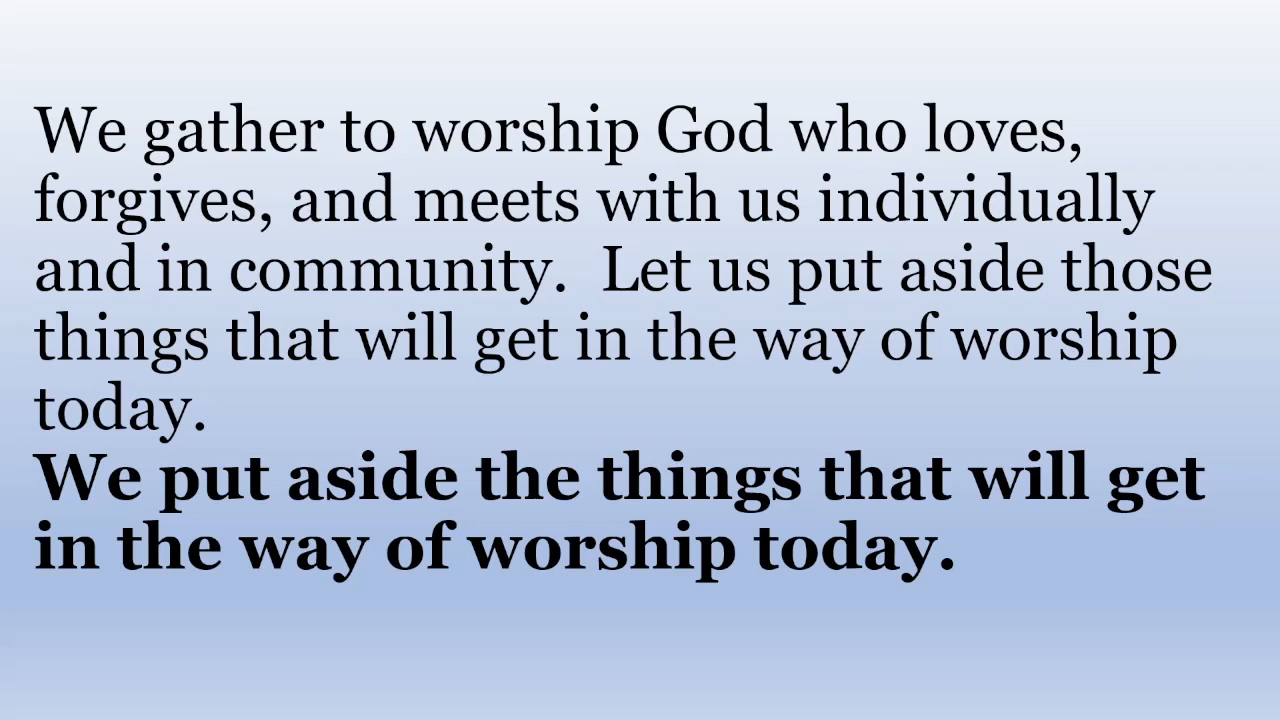 We gather to worship God who loves,
forgives, and meets with us individually
and in community.  Let us put aside those
things that will get in the way of worship
today.
We put aside the things that will get
in the way of worship today.